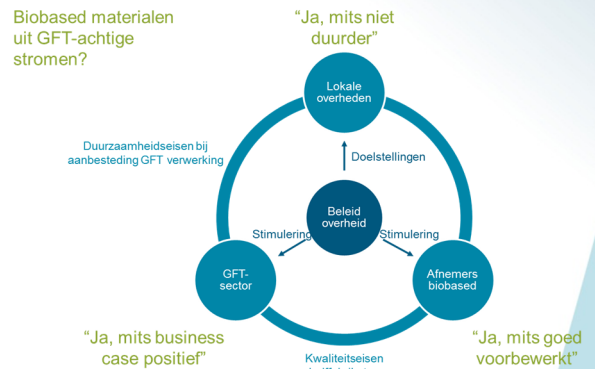 Biobased materialen
uit GFT-achtige
stromen?
“Ja, mits niet
duurder”
Lokale
overheden
Duurzaamheidseisen bij
aanbesteding GFT verwerking
Doelstellingen
Beleid
overheid
Stimulering
Stimulering
GFT-
sector
Afnemers
biobased
“Ja, mits business
case positief”
“Ja, mits goed
voorbewerkt”
Kwaliteitseisen